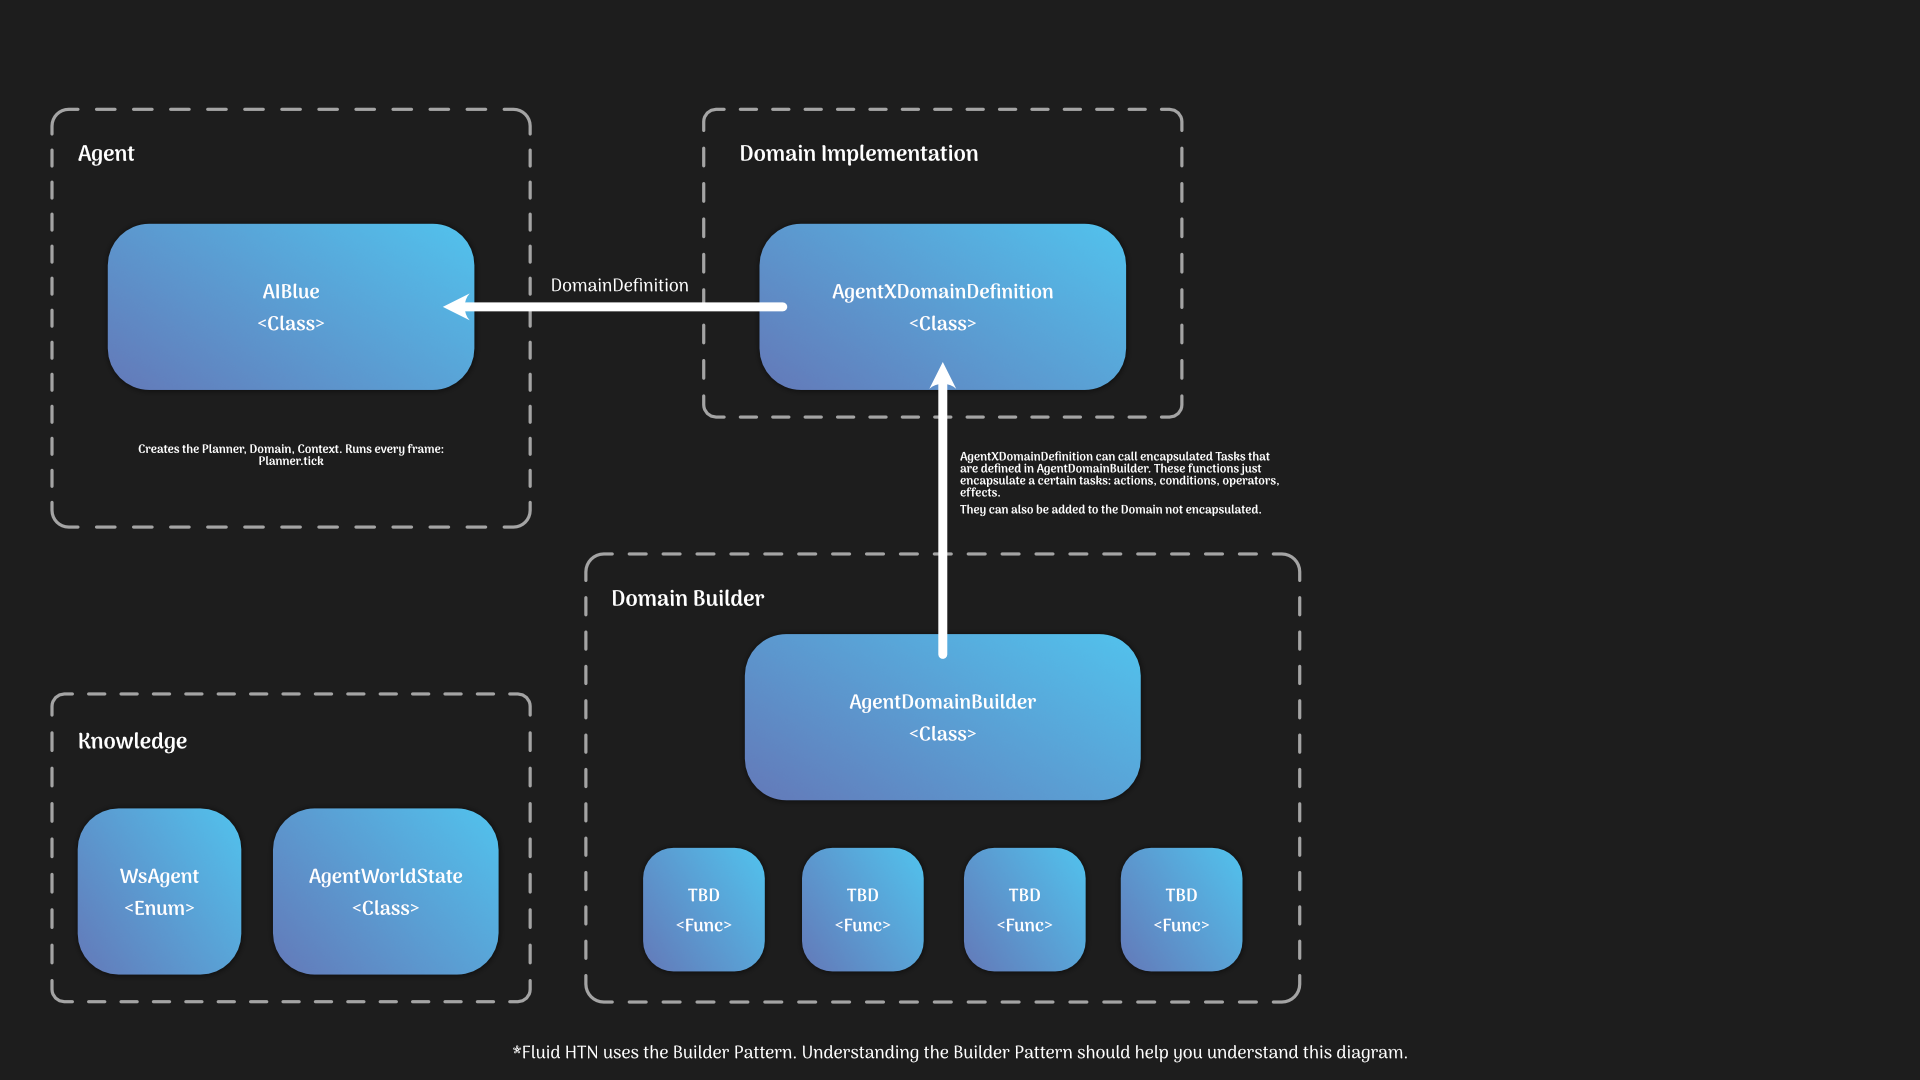 Agent
AIBlue
<Class>
Creates the Planner, Domain, Context. Runs every frame:
Planner.tick
DomainDefinition
Domain Implementation
AgentXDomainDefinition
<Class>
AgentXDomainDefinition can call encapsulated Tasks that
are defined in AgentDomainBuilder. These functions just
encapsulate a certain tasks: actions, conditions, operators,
effects.
They can also be added to the Domain not encapsulated.
Domain Builder
AgentDomainBuilder
<Class>
TBD
<Func>
TBD
<Func>
TBD
<Func>
TBD
<Func>
Knowledge
WsAgent
<Enum>
AgentWorldState
<Class>
*Fluid HTN uses the Builder Pattern. Understanding the Builder Pattern should help you understand this diagram.